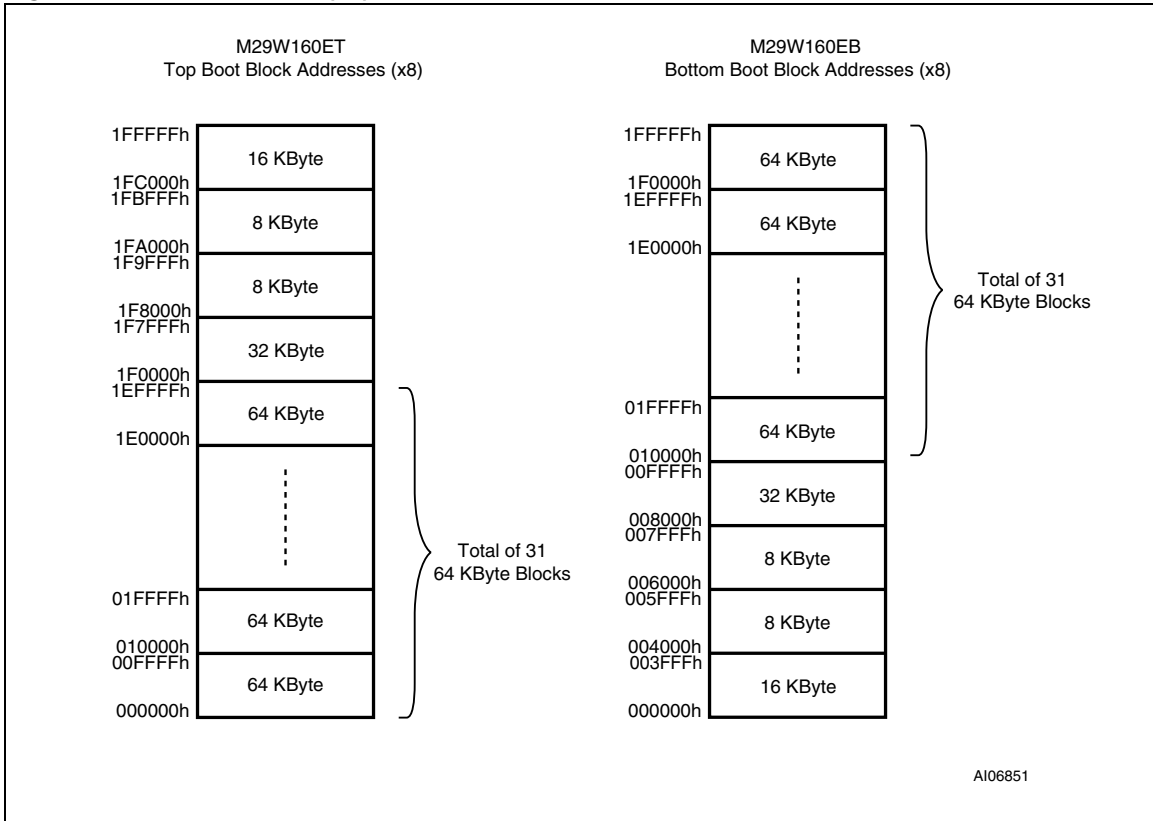 M29W160ET
Top Boot Block Addresses (x8)
1FFFFFh
16 KByte
1FC000h
1FBFFFh
8 KByte
1FA000h
1F9FFFh
8 KByte
1F8000h
1F7FFFh
32 KByte
1F0000h
1EFFFFh
64 KByte
1E0000h
Total of 31
64 KByte Blocks
01FFFFh
64 KByte
010000h
00FFFFh
64 KByte
000000h
M29W160EB
Bottom Boot Block Addresses (x8)
1FFFFFh
64 KByte
1F0000h
1EFFFFh
64 KByte
1E0000h
Total of 31
64 KByte Blocks
01FFFFh
64 KByte
010000h
00FFFFh
32 KByte
008000h
007FFFh
8 KByte
006000h
005FFFh
8 KByte
004000h
003FFFh
16 KByte
000000h
AI06851